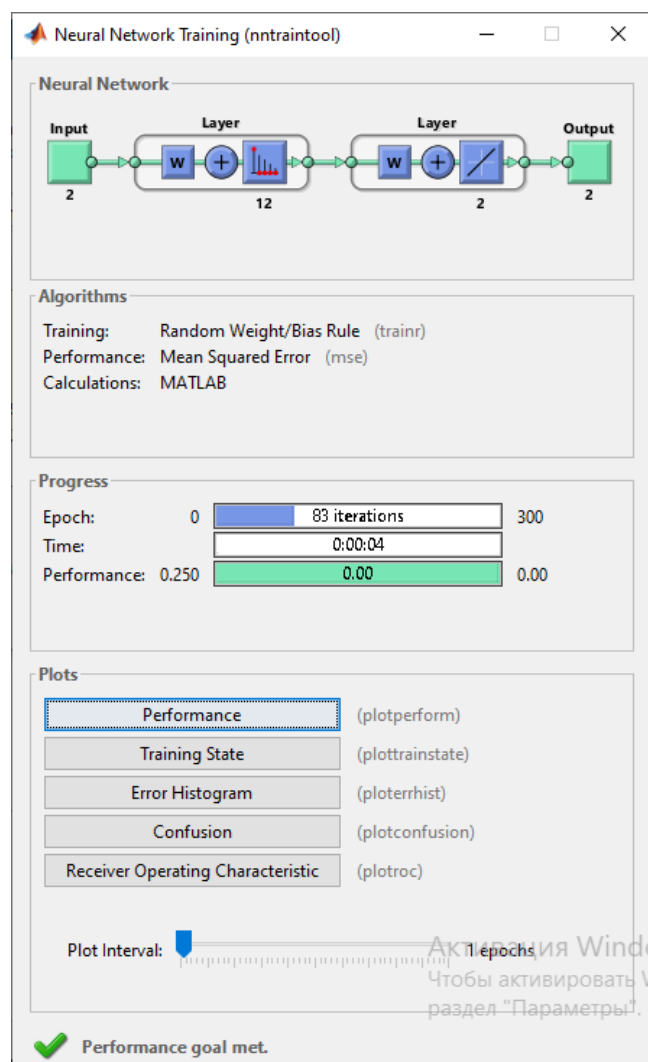 Neural Network Training (nntraintool)
Neural Network
Input Layer Layer Output
W W
2 12 2 2
Algorithms
Training: Random Weight/Bias Rule (trainr)
Performance: Mean Squared Error (mse)
Calculations: MATLAB
Progress
Epoch: 0 83 iterations 300
Time: 0:00:04
Performance: 0.250 0.00 0.00
Plots
Performance (plotperform)
Training State (plottrainstate)
Error Histogram (ploterrhist)
Confusion (plotconfusion)
Receiver Operating Characteristic (plotroc)
Активация Windo
Plot Interval: 1 epochs
Чтобы активировать W
раздел "Параметры".
Performance goal met.